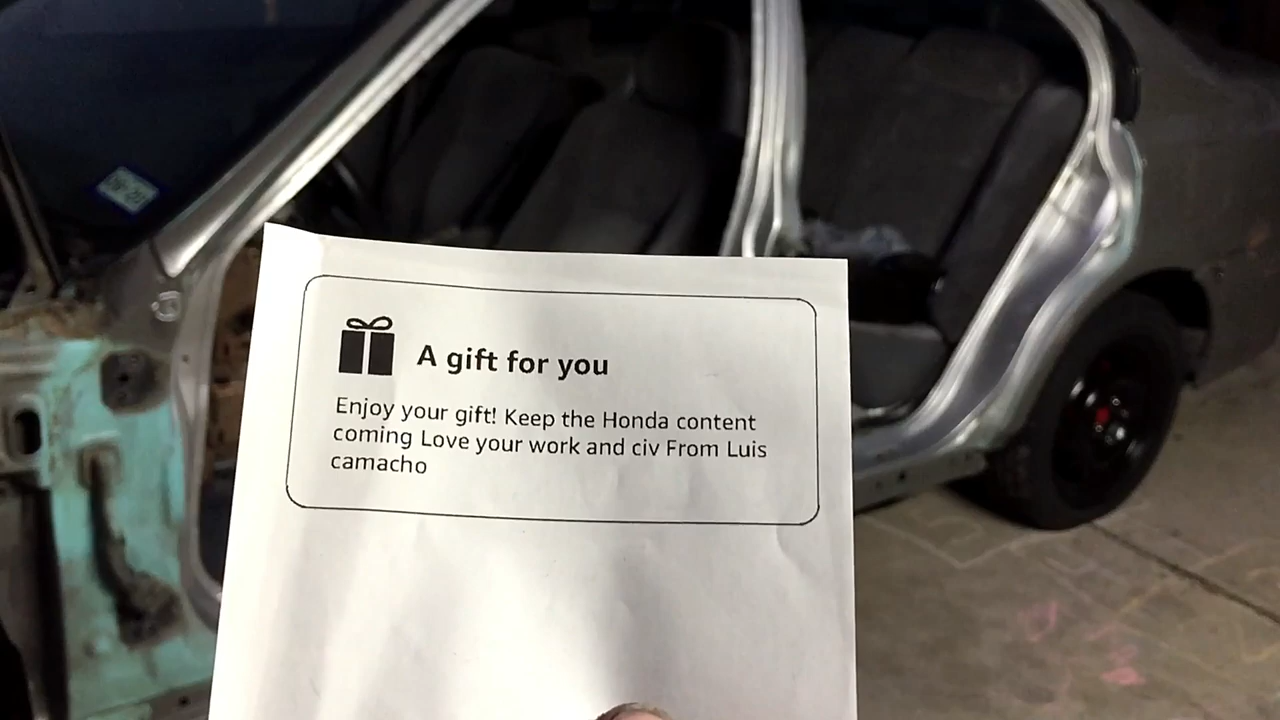 A gift for you
Enjoy your gift! Keep the Honda content
coming Love your work and civ From Luis
camacho